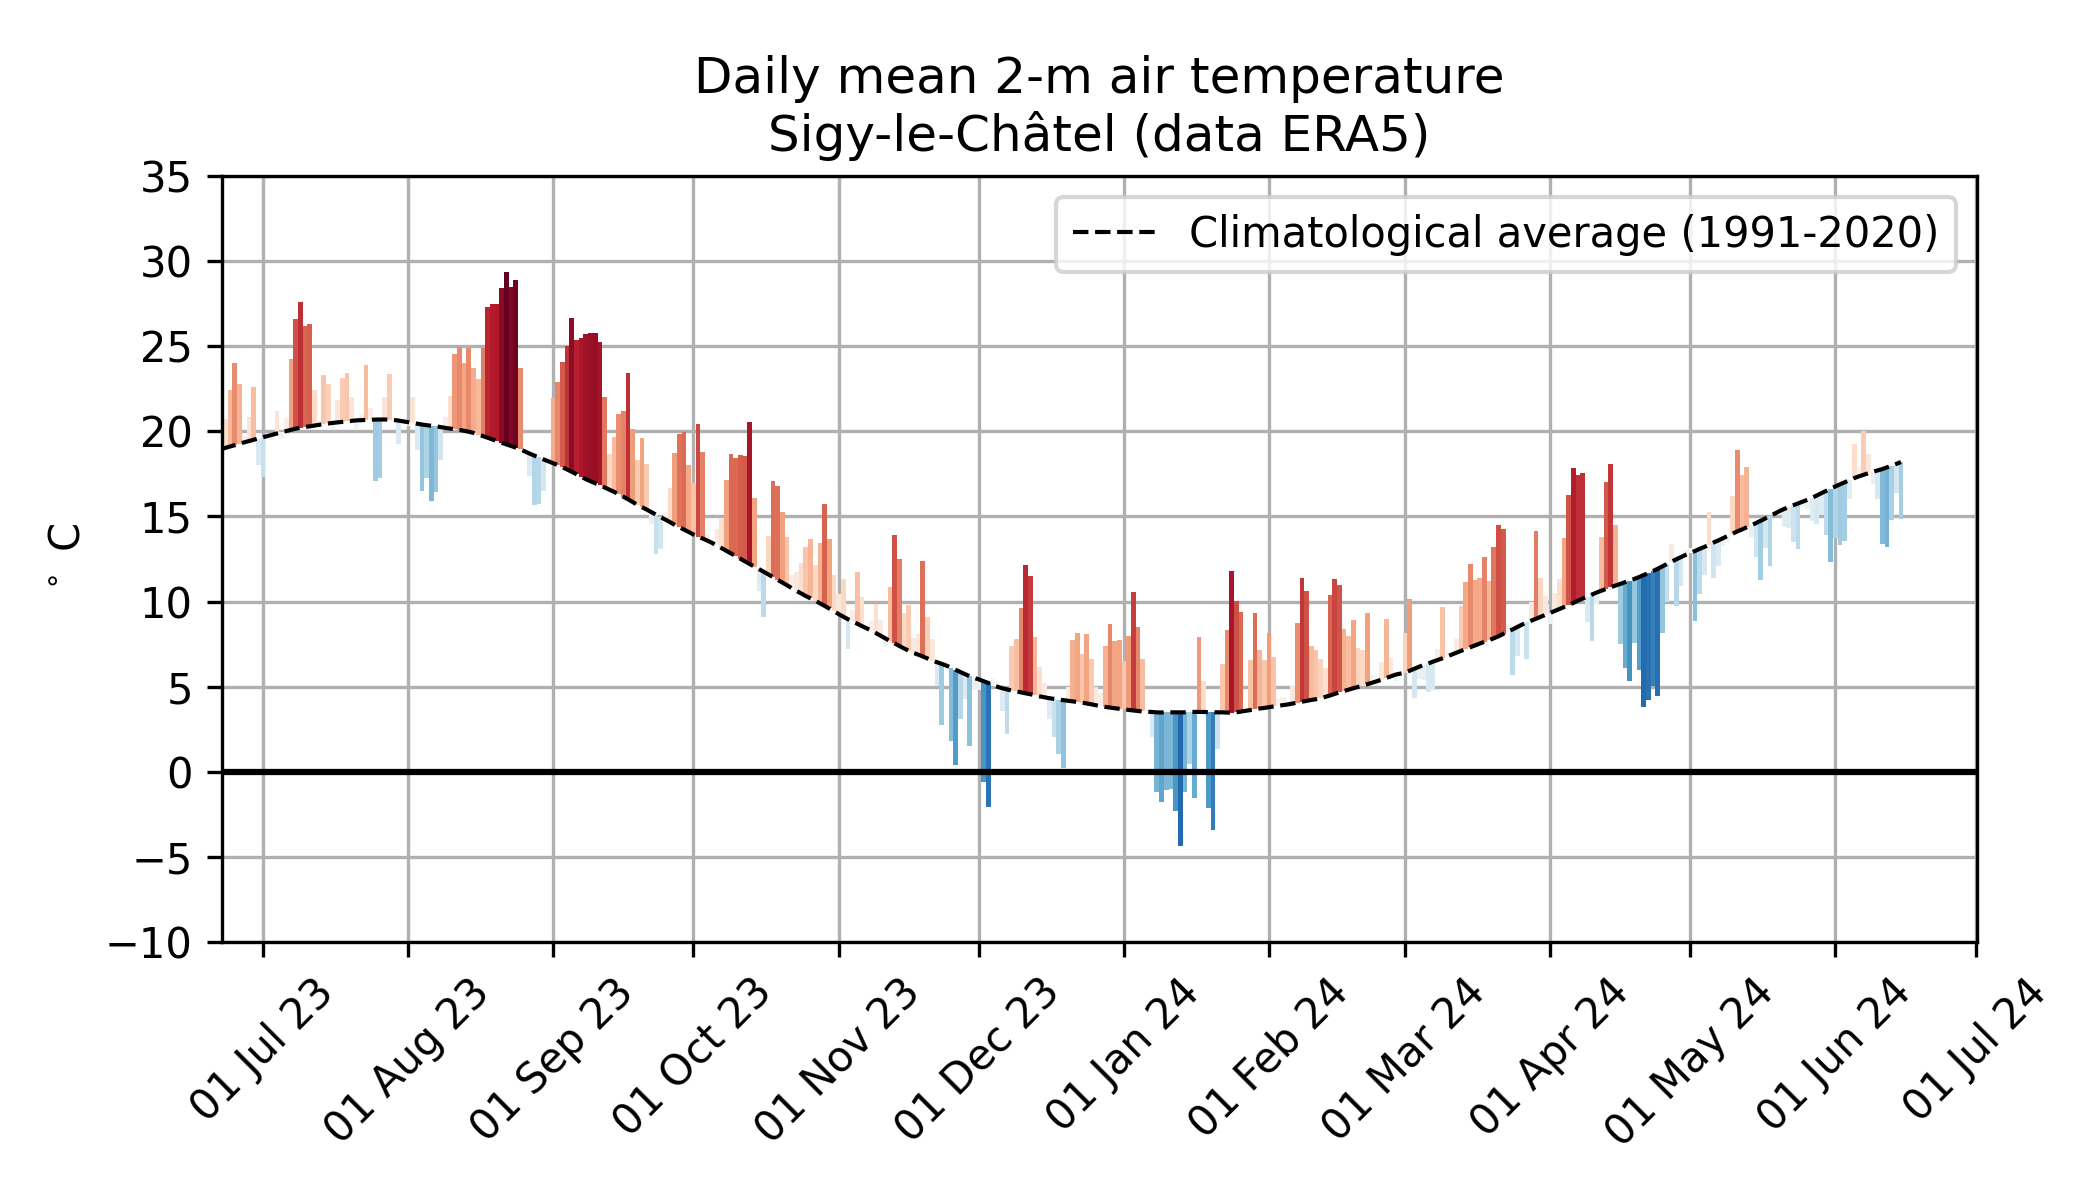 Daily mean 2-m air temperature
Sigy-le-Châtel (data ERA5)
35
30
25
20
15
10
5
0
−5
−10
° C
Climatological average (1991-2020)
01 Jul 23
01 Aug 23
01 Sep 23
01 Oct 23
01 Nov 23
01 Dec 23
01 Jan 24
01 Feb 24
01 Mar 24
01 Apr 24
01 May 24
01 Jun 24
01 Jul 24